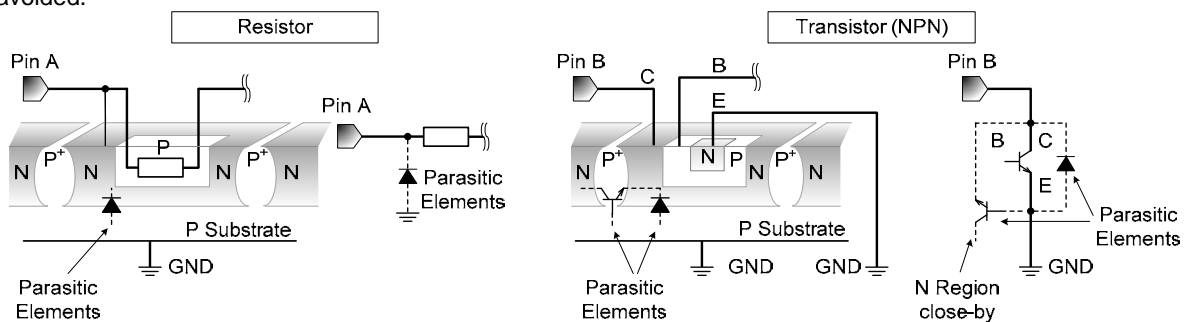 avoided.
Resistor
Transistor (NPN)
Pin A
Pin A
N P+ N P N P+ N
Parasitic
Elements
P Substrate
GND
Parasitic
Elements
Pin B
C B
E
N P+ N P N P+ N
P Substrate
GND GND
Parasitic
Elements
Pin B
B C
E
Parasitic
Elements
GND
N Region
close-by